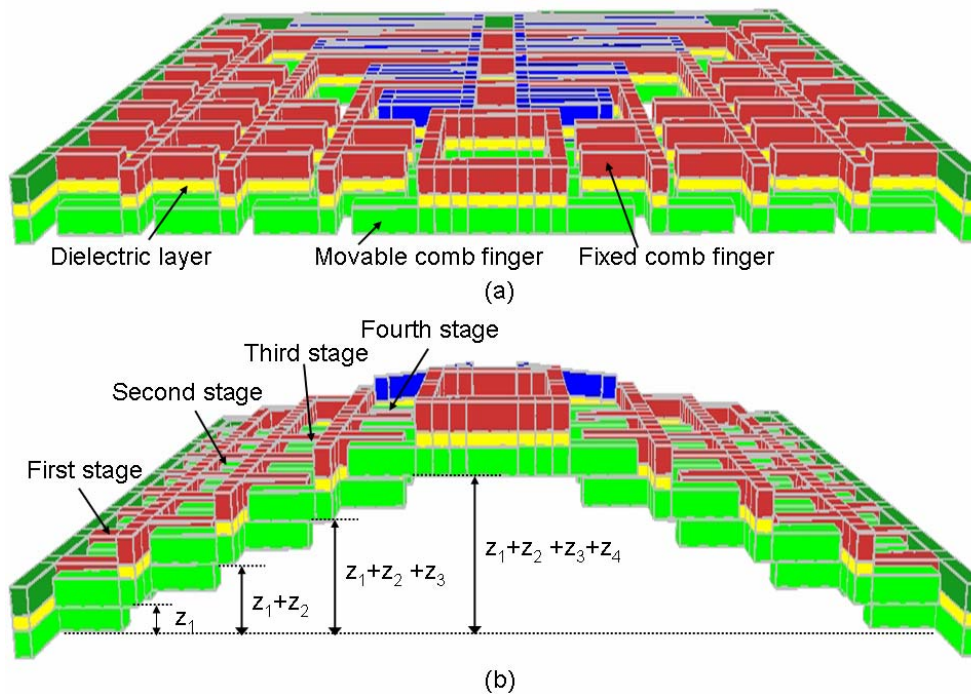 Dielectric layer
Movable comb finger
Fixed comb finger
(a)
Fourth stage
Third stage
Second stage
First stage
z₁
z₁+z₂
z₁+z₂ +z₃
z₁+z₂ +z₃+z₄
(b)